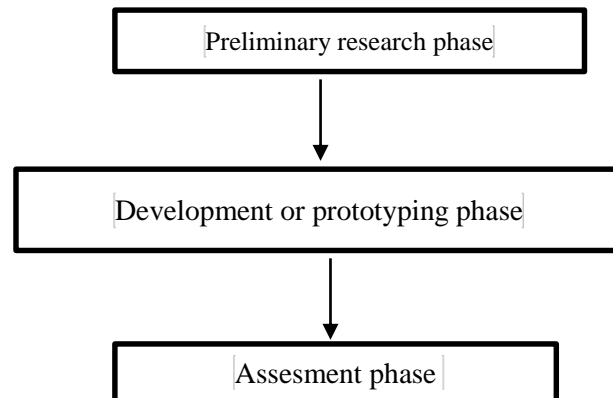 Preliminary research phase
Development or prototyping phase
Assesment phase